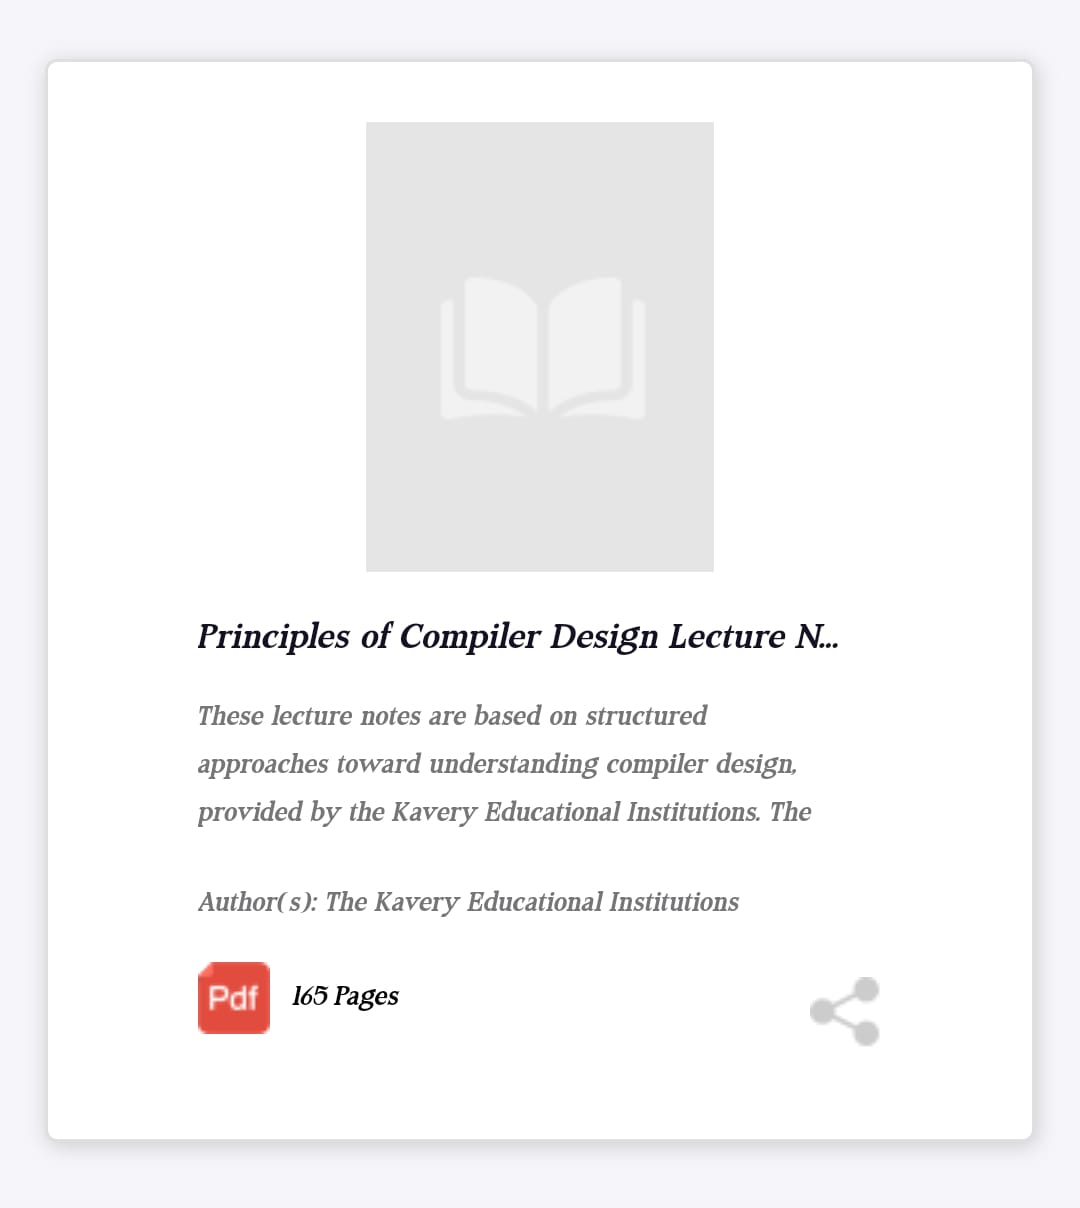 Principles of Compiler Design Lecture N...
These lecture notes are based on structured
approaches toward understanding compiler design,
provided by the Kavery Educational Institutions. The
Author(s): The Kavery Educational Institutions
Pdf 165 Pages